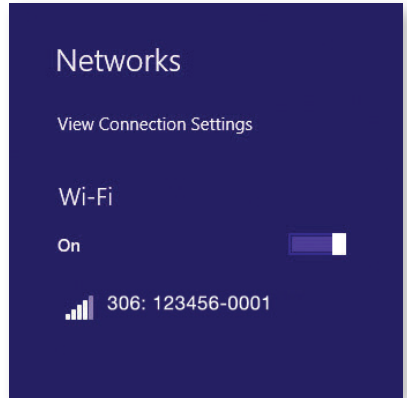 Networks
View Connection Settings
Wi-Fi
On
306: 123456-0001